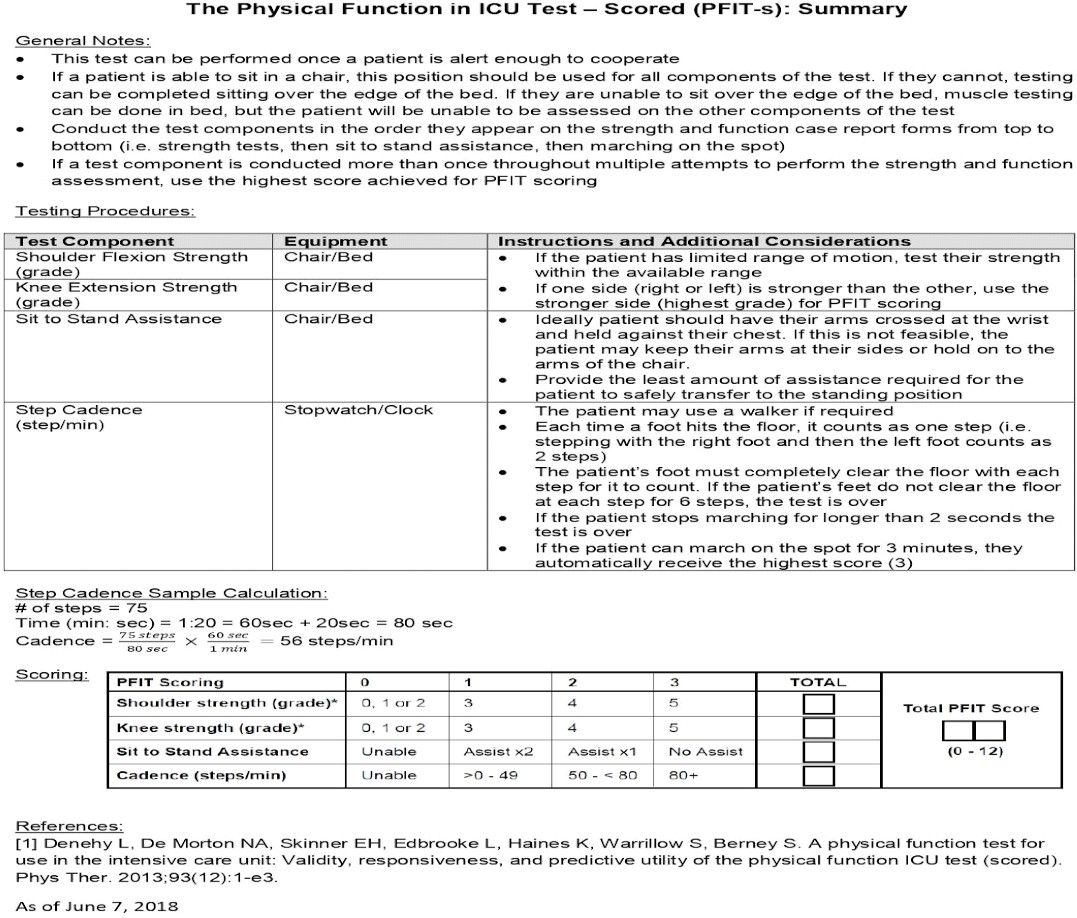 The Physical Function in ICU Test – Scored (PFIT-s): Summary
General Notes:
• This test can be performed once a patient is alert enough to cooperate
• If a patient is able to sit in a chair, this position should be used for all components of the test. If they cannot, testing
can be completed sitting over the edge of the bed. If they are unable to sit over the edge of the bed, muscle testing
can be done in bed, but the patient will be unable to be assessed on the other components of the test
• Conduct the test components in the order they appear on the strength and function case report forms from top to
bottom (i.e. strength tests, then sit to stand assistance, then marching on the spot)
• If a test component is conducted more than once throughout multiple attempts to perform the strength and function
assessment, use the highest score achieved for PFIT scoring
Testing Procedures:
Test Component Equipment Instructions and Additional Considerations
Shoulder Flexion Strength
(grade)
Chair/Bed
• If the patient has limited range of motion, test their strength
within the available range
Knee Extension Strength
(grade)
Chair/Bed
• If one side (right or left) is stronger than the other, use the
stronger side (highest grade) for PFIT scoring
Sit to Stand Assistance
Chair/Bed
• Ideally patient should have their arms crossed at the wrist
and held against their chest. If this is not feasible, the
patient may keep their arms at their sides or hold on to the
arms of the chair.
• Provide the least amount of assistance required for the
patient to safely transfer to the standing position
Step Cadence
(step/min)
Stopwatch/Clock
• The patient may use a walker if required
• Each time a foot hits the floor, it counts as one step (i.e.
stepping with the right foot and then the left foot counts as
2 steps)
• The patient's foot must completely clear the floor with each
step for it to count. If the patient's feet do not clear the floor
at each step for 6 steps, the test is over
• If the patient stops marching for longer than 2 seconds the
test is over
• If the patient can march on the spot for 3 minutes, they
automatically receive the highest score (3)
Step Cadence Sample Calculation:
# of steps = 75
Time (min: sec) = 1:20 = 60sec + 20sec = 80 sec
Cadence = 75 steps / 80 sec × 60 sec / 1 min = 56 steps/min
Scoring:
PFIT Scoring 0 1 2 3 TOTAL
Shoulder strength (grade)* 0, 1 or 2 3 4 5
Knee strength (grade)* 0, 1 or 2 3 4 5
Sit to Stand Assistance Unable Assist x2 Assist x1 No Assist
Cadence (steps/min) Unable >0 - 49 50 - < 80 80+
Total PFIT Score
(0 - 12)
References:
[1] Denehy L, De Morton NA, Skinner EH, Edbrooke L, Haines K, Warrillow S, Berney S. A physical function test for
use in the intensive care unit: Validity, responsiveness, and predictive utility of the physical function ICU test (scored).
Phys Ther. 2013;93(12):1-e3.
As of June 7, 2018